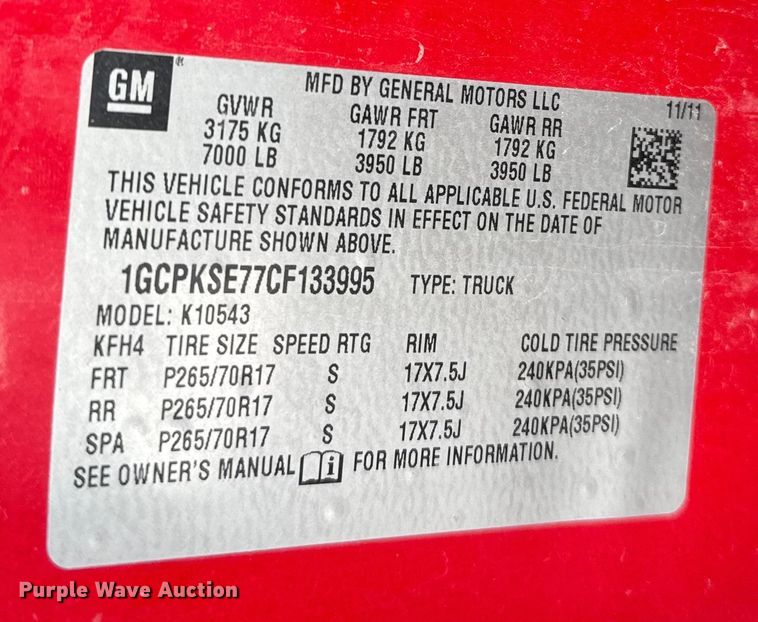 GM®
MFD BY GENERAL MOTORS LLC
11/11
GVWR GAWR FRT GAWR RR
3175 KG 1792 KG 1792 KG
7000 LB 3950 LB 3950 LB
THIS VEHICLE CONFORMS TO ALL APPLICABLE U.S. FEDERAL MOTOR
VEHICLE SAFETY STANDARDS IN EFFECT ON THE DATE OF
MANUFACTURE SHOWN ABOVE.
1GCPKSE77CF133995 TYPE: TRUCK
MODEL: K10543
KFH4 TIRE SIZE SPEED RTG RIM COLD TIRE PRESSURE
FRT P265/70R17 S 17X7.5J 240KPA(35PSI)
RR P265/70R17 S 17X7.5J 240KPA(35PSI)
SPA P265/70R17 S 17X7.5J 240KPA(35PSI)
SEE OWNER'S MANUAL i FOR MORE INFORMATION.
Purple Wave Auction